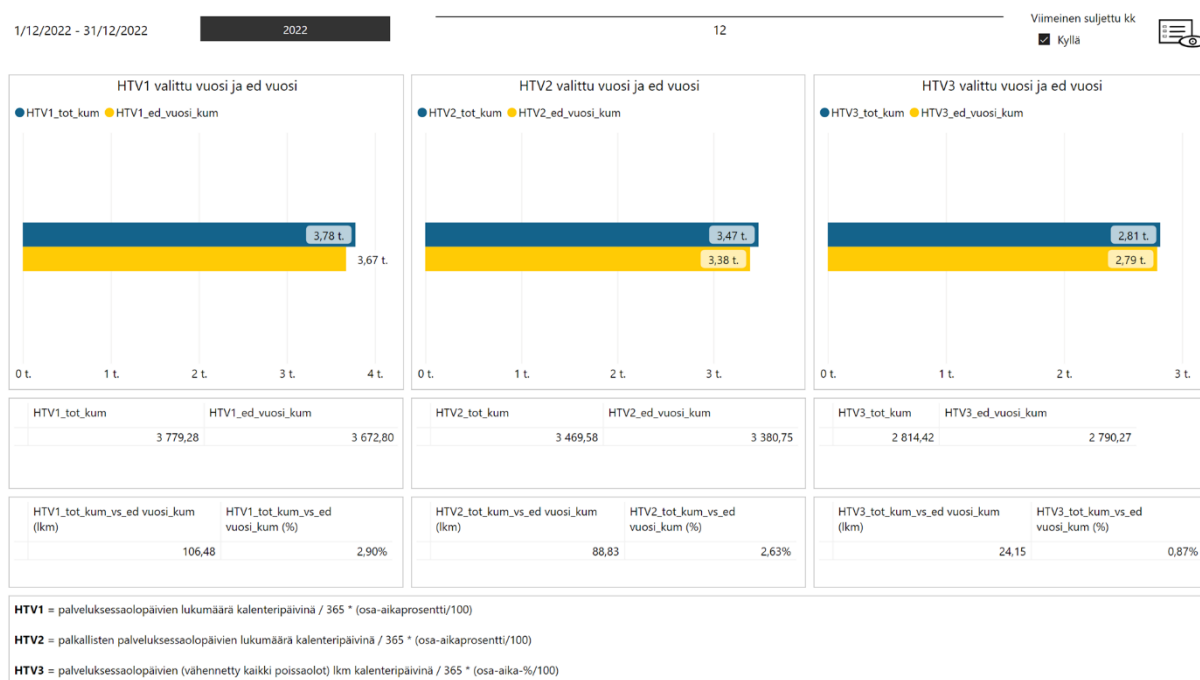 1/12/2022 - 31/12/2022
2022
12
Viimeinen suljettu kk
Kyllä
HTV1 valittu vuosi ja ed vuosi
HTV1_tot_kum HTV1_ed_vuosi_kum
3,78 t.
3,67 t.
0 t. 1 t. 2 t. 3 t. 4 t.
HTV2 valittu vuosi ja ed vuosi
HTV2_tot_kum HTV2_ed_vuosi_kum
3,47 t.
3,38 t.
0 t. 1 t. 2 t. 3 t.
HTV3 valittu vuosi ja ed vuosi
HTV3_tot_kum HTV3_ed_vuosi_kum
2,81 t.
2,79 t.
0 t. 1 t. 2 t. 3 t.
HTV1_tot_kum HTV1_ed_vuosi_kum
3 779,28 3 672,80
HTV2_tot_kum HTV2_ed_vuosi_kum
3 469,58 3 380,75
HTV3_tot_kum HTV3_ed_vuosi_kum
2 814,42 2 790,27
HTV1_tot_kum_vs_ed vuosi_kum HTV1_tot_kum_vs_ed
(lkm) vuosi_kum (%)
106,48 2,90%
HTV2_tot_kum_vs_ed vuosi_kum HTV2_tot_kum_vs_ed
(lkm) vuosi_kum (%)
88,83 2,63%
HTV3_tot_kum_vs_ed vuosi_kum HTV3_tot_kum_vs_ed
(lkm) vuosi_kum (%)
24,15 0,87%
HTV1 = palveluksessaolopäivien lukumäärä kalenteripäivinä / 365 * (osa-aikaprosentti/100)
HTV2 = palkallisten palveluksessaolopäivien lukumäärä kalenteripäivinä / 365 * (osa-aikaprosentti/100)
HTV3 = palveluksessaolopäivien (vähennetty kaikki poissaolot) lkm kalenteripäivinä / 365 * (osa-aika-%/100)